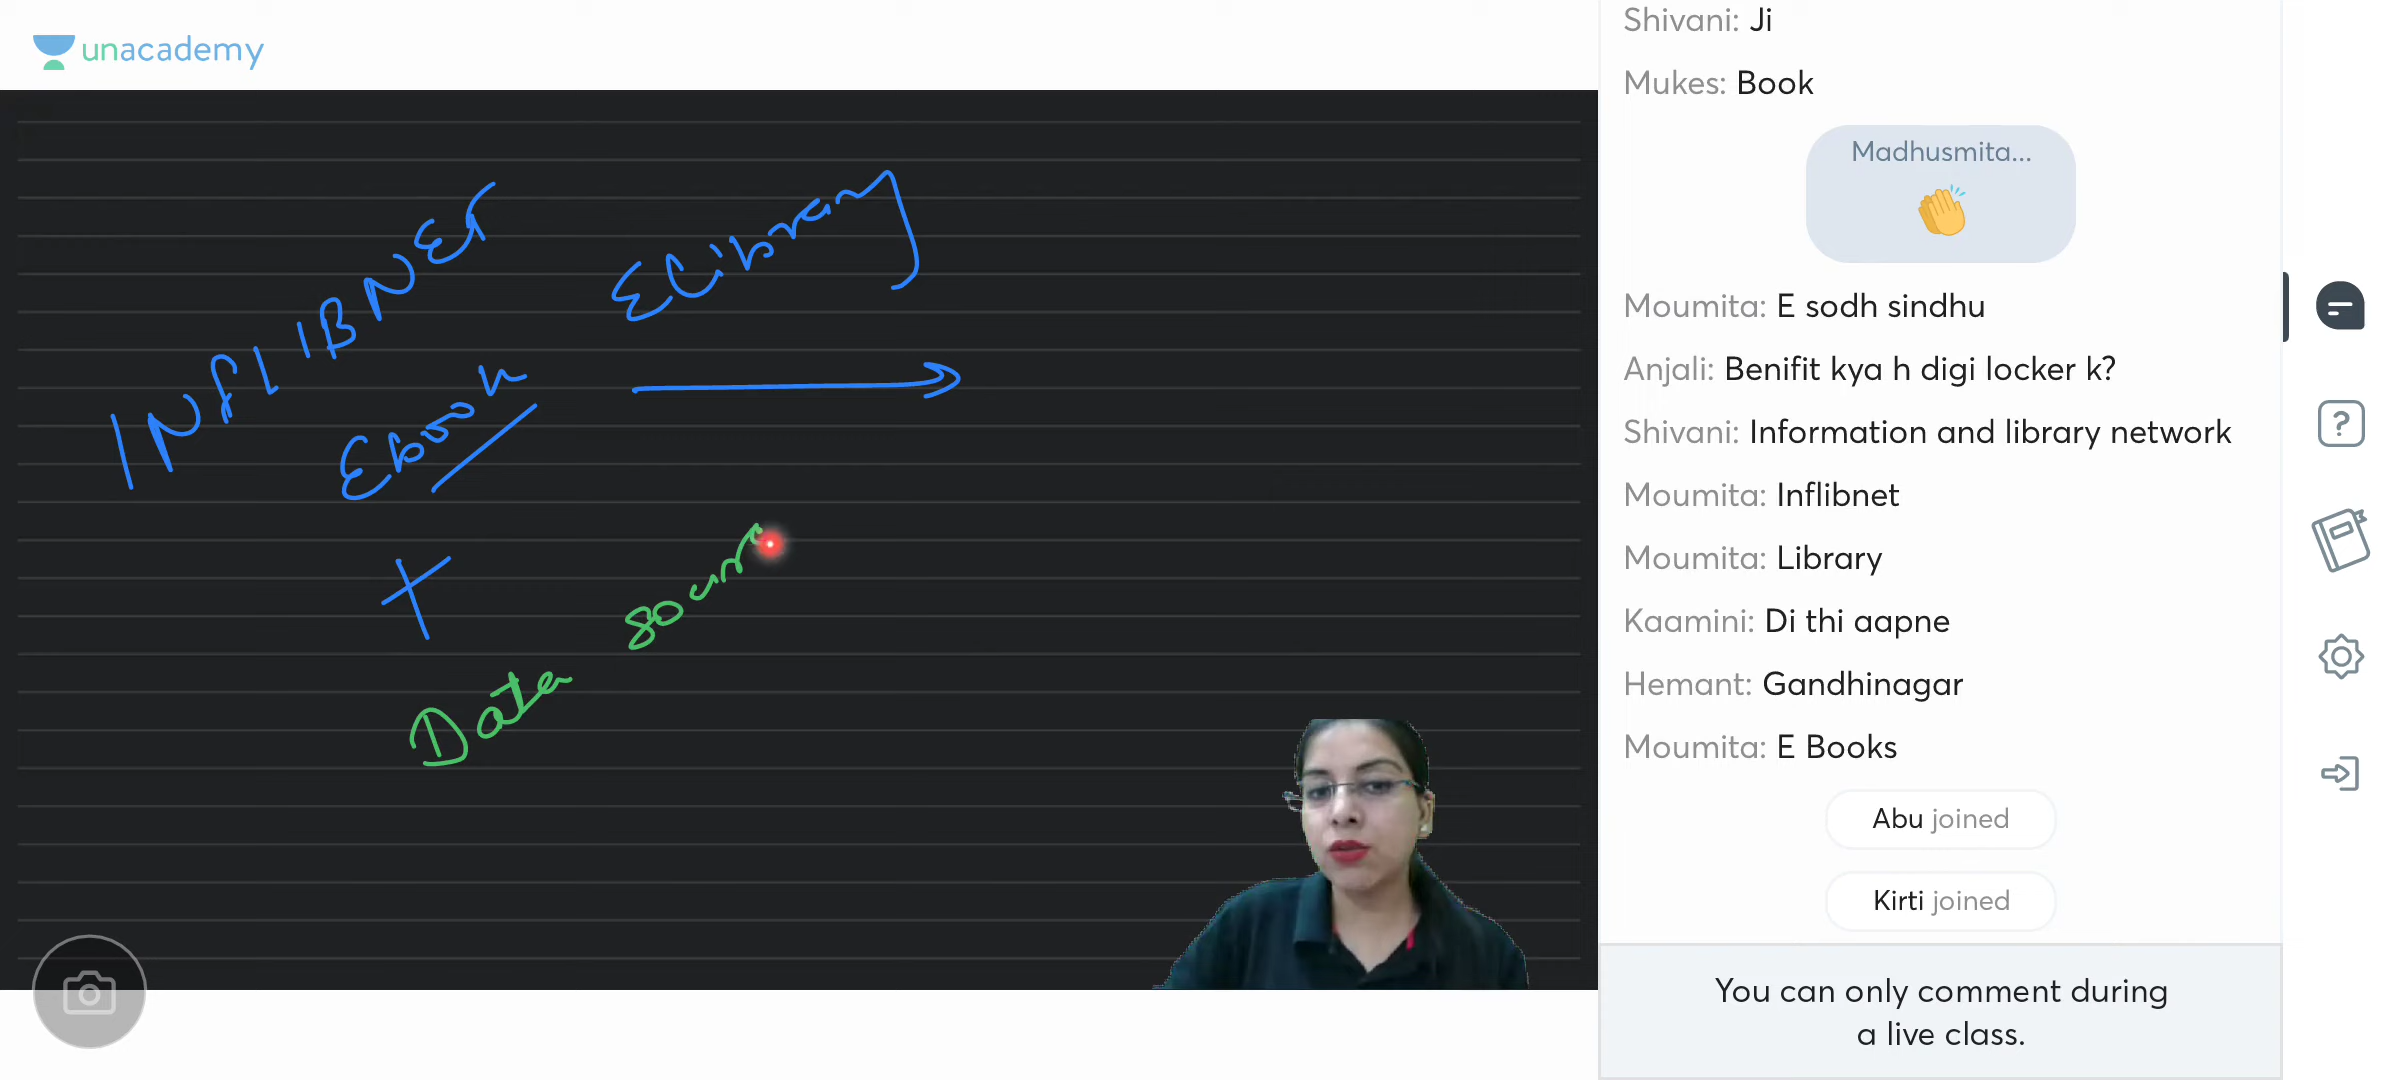 unacademy
INFLIBNET
ELibrary
Ebook
+
Data sour
Shivani: Ji
Mukes: Book
Madhusmita...
Moumita: E sodh sindhu
Anjali: Benifit kya h digi locker k?
Shivani: Information and library network
Moumita: Inflibnet
Moumita: Library
Kaamini: Di thi aapne
Hemant: Gandhinagar
Moumita: E Books
Abu joined
Kirti joined
You can only comment during
a live class.
?